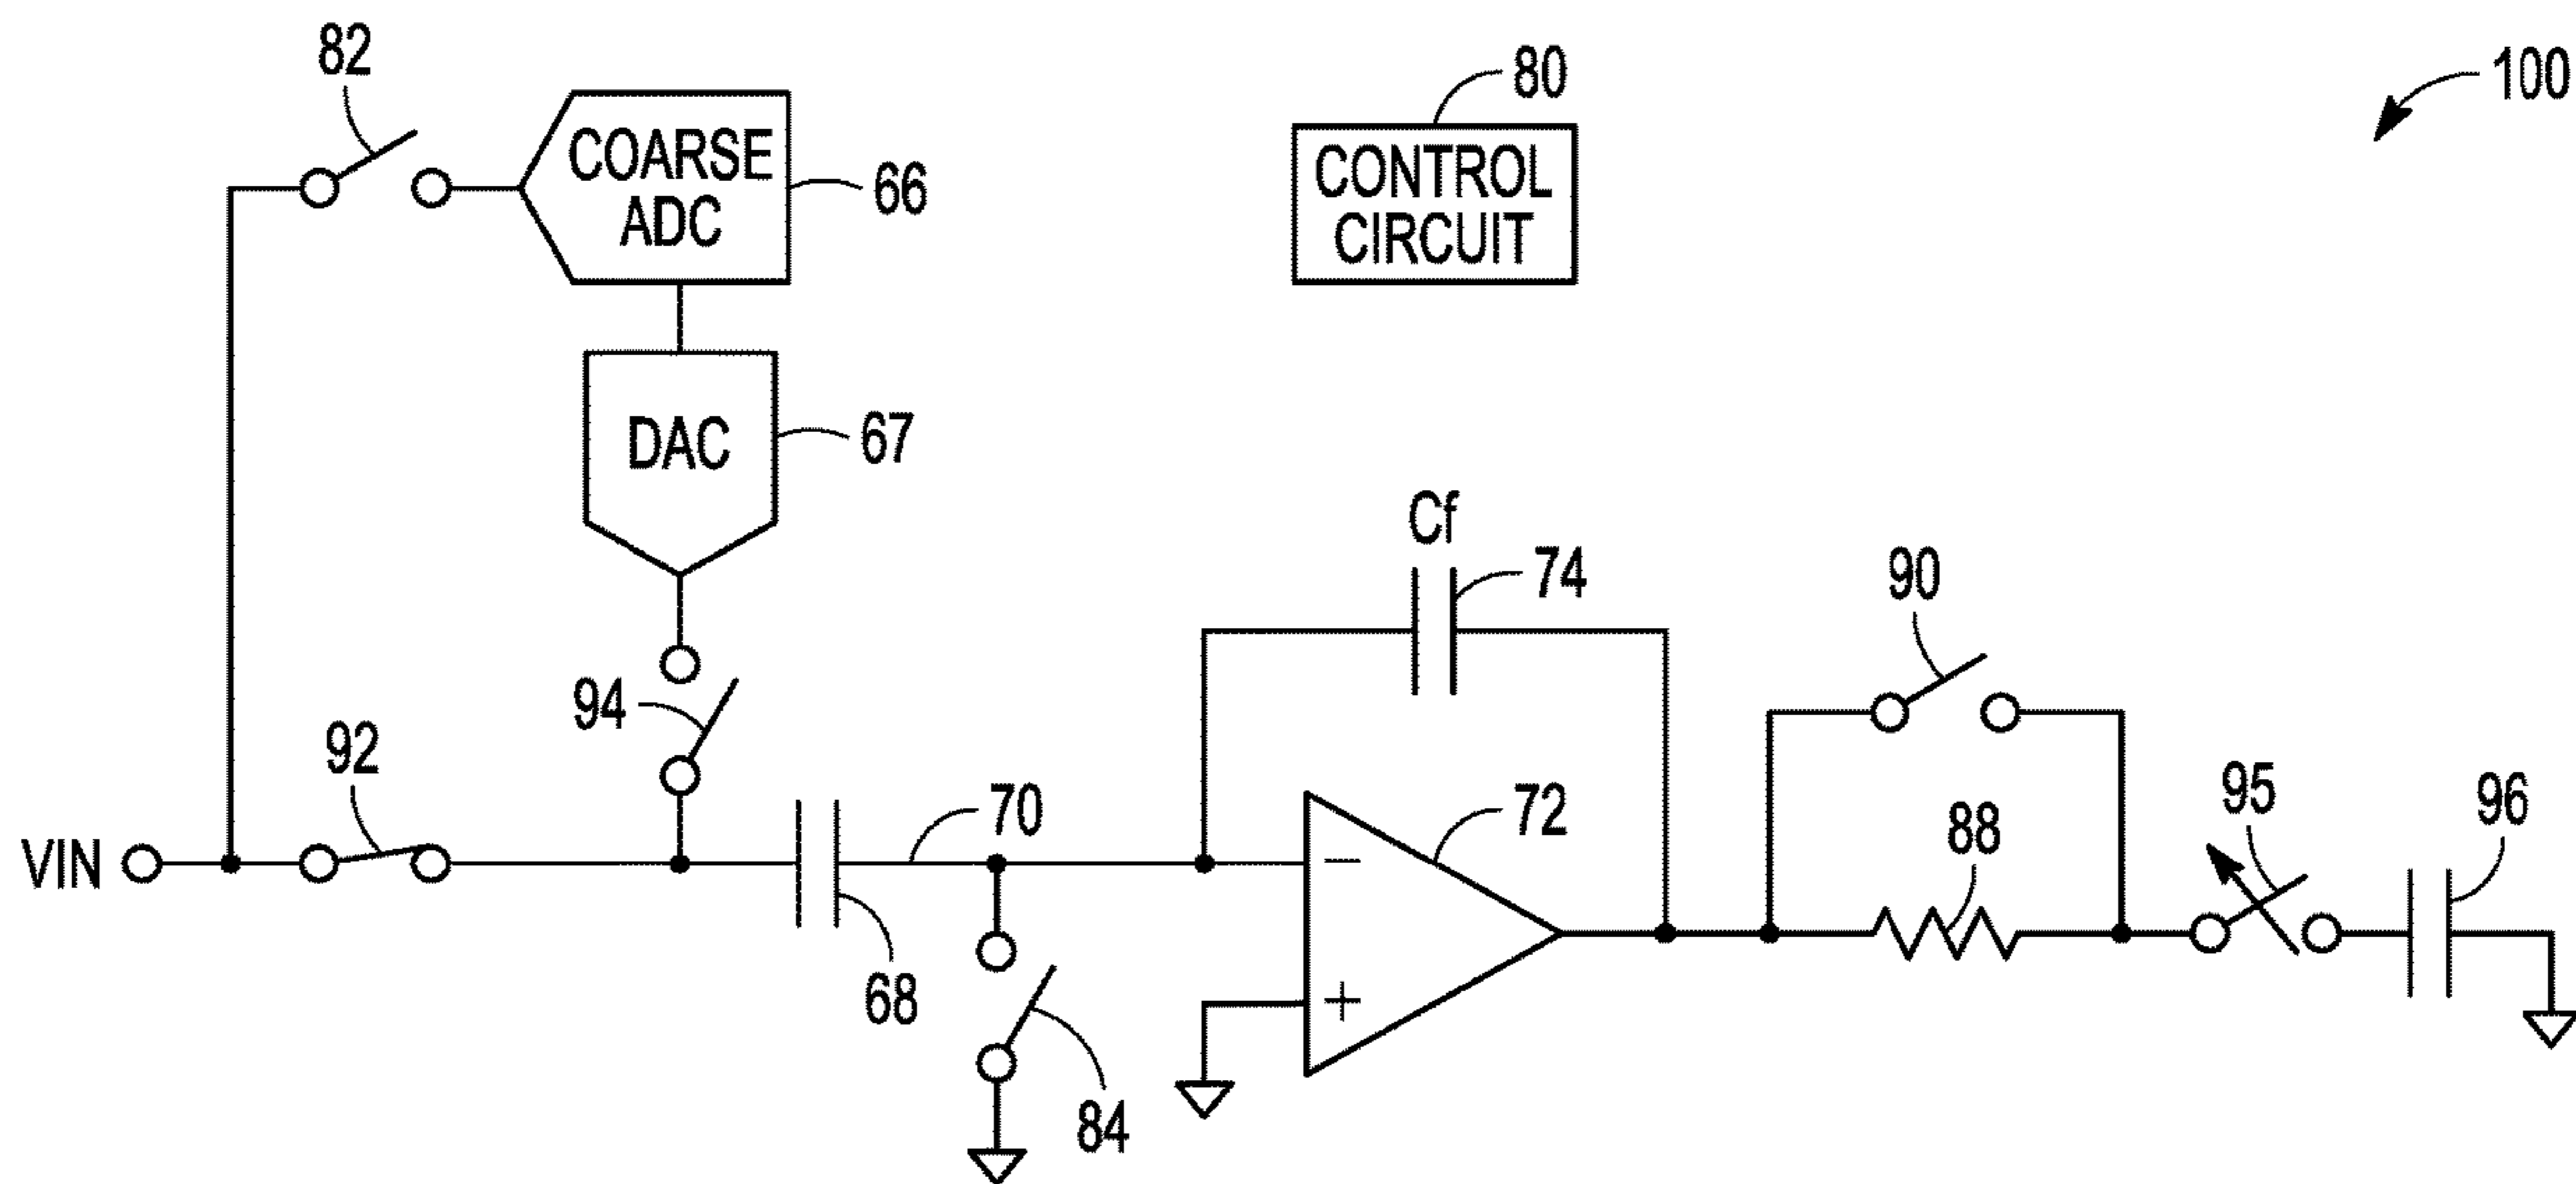 82
80
100
COARSE
ADC
66
CONTROL
CIRCUIT
DAC
67
Cf
74
90
94
92
70
72
88
95
96
VIN
−
68
+
84